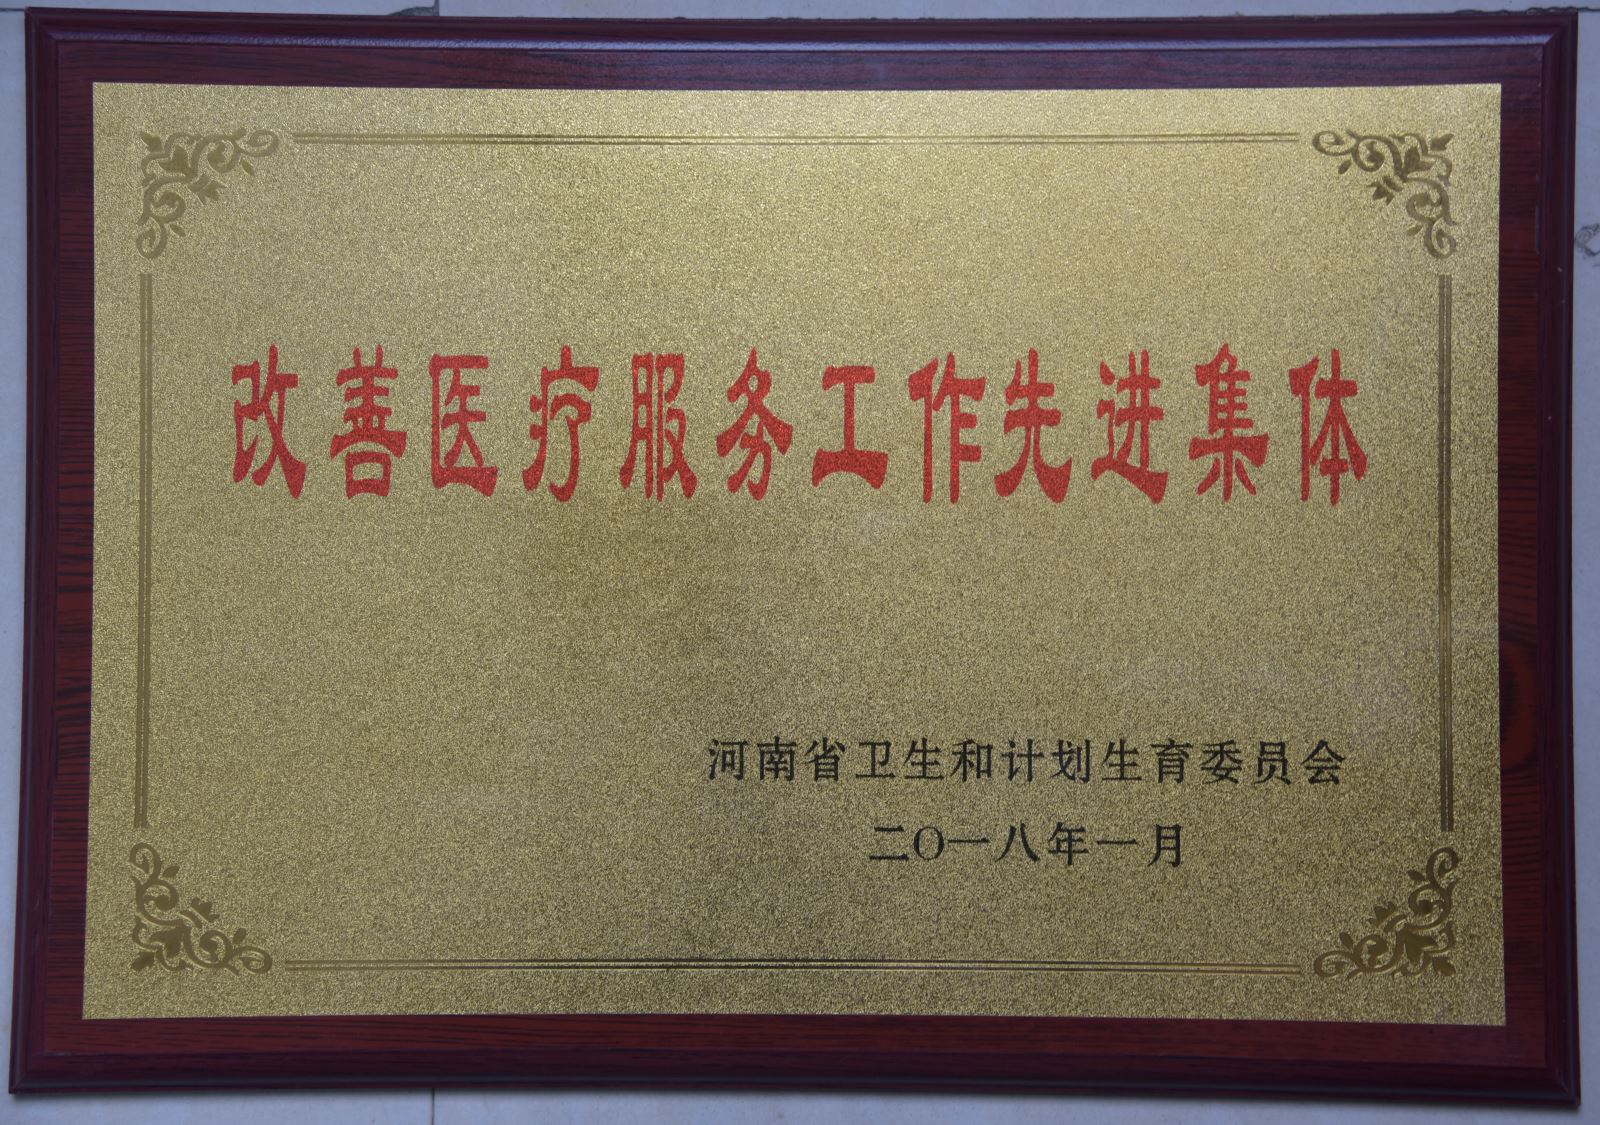 改善医疗服务工作先进集体
河南省卫生和计划生育委员会
二〇一八年一月